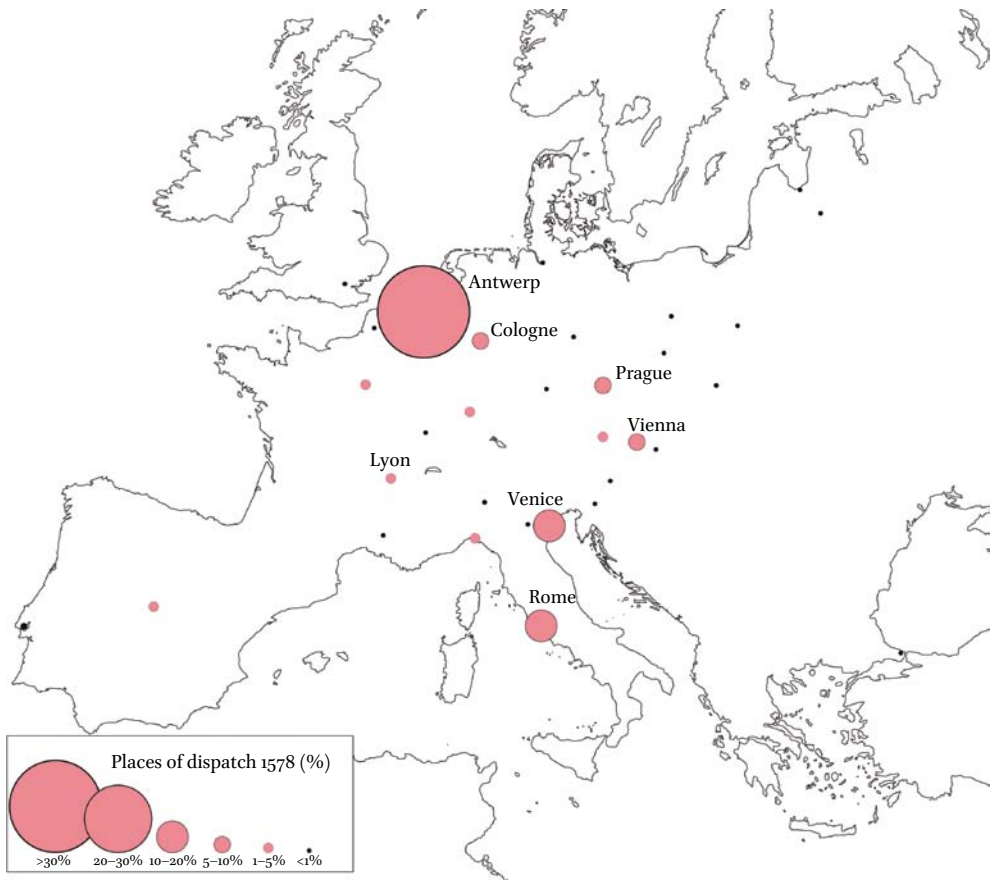 Antwerp
Cologne
Prague
Vienna
Lyon
Venice
Rome
Places of dispatch 1578 (%)
>30% 20–30% 10–20% 5–10% 1–5% <1%